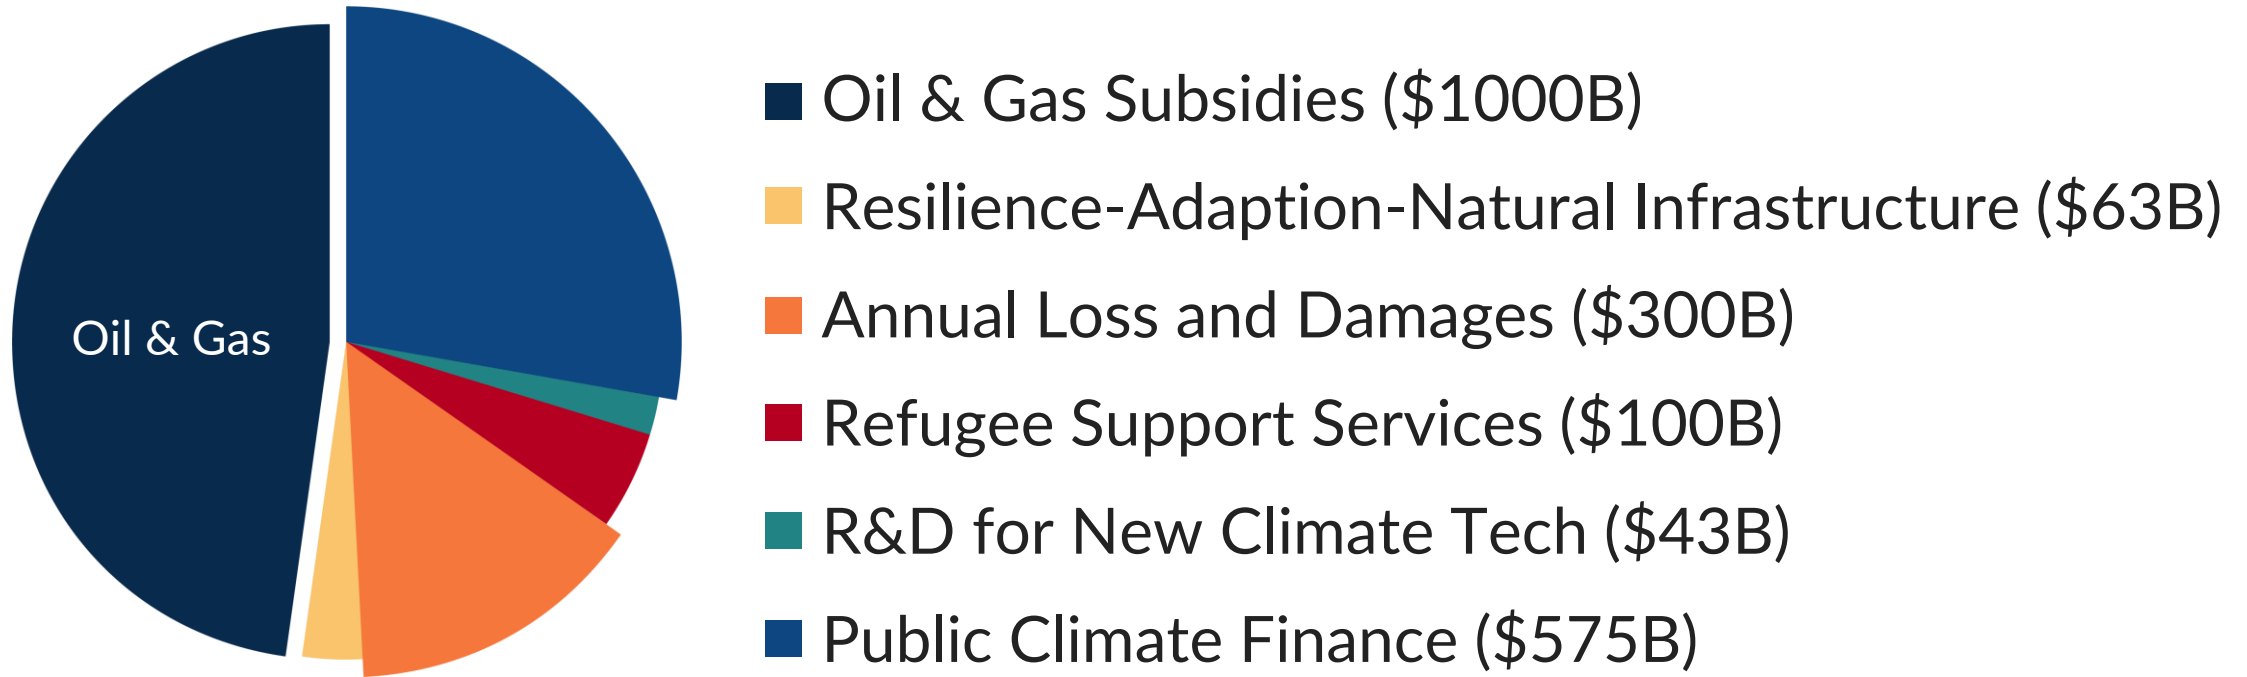 Oil & Gas
Oil & Gas Subsidies ($1000B)
Resilience-Adaption-Natural Infrastructure ($63B)
Annual Loss and Damages ($300B)
Refugee Support Services ($100B)
R&D for New Climate Tech ($43B)
Public Climate Finance ($575B)